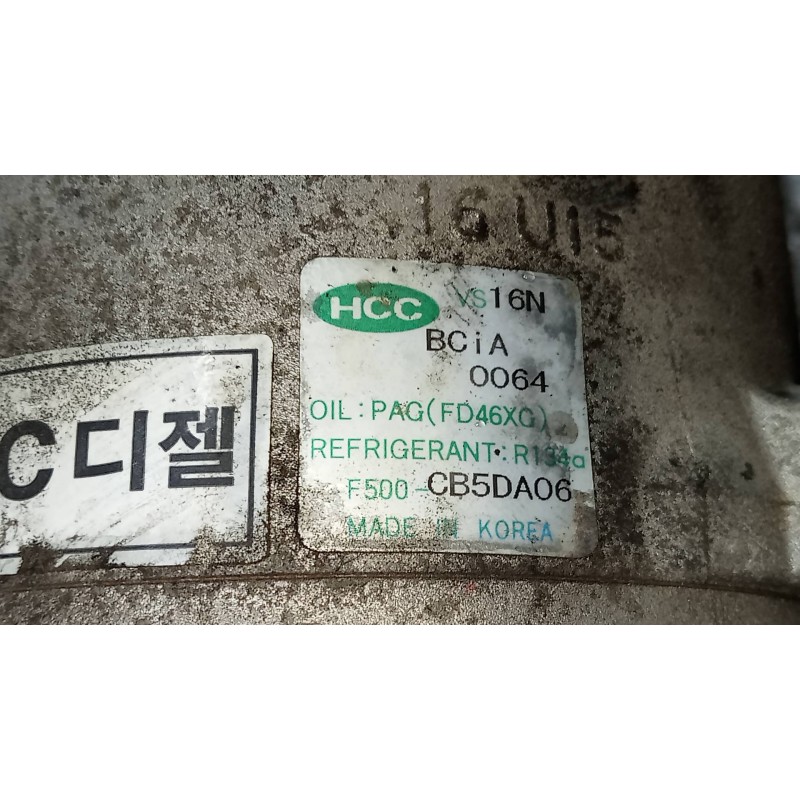 16U15
HCC VS16N
BCiA
0064
OIL : PAG(FD46XG)
REFRIGERANT : R134a
F500-CB5DA06
MADE IN KOREA
C디젤